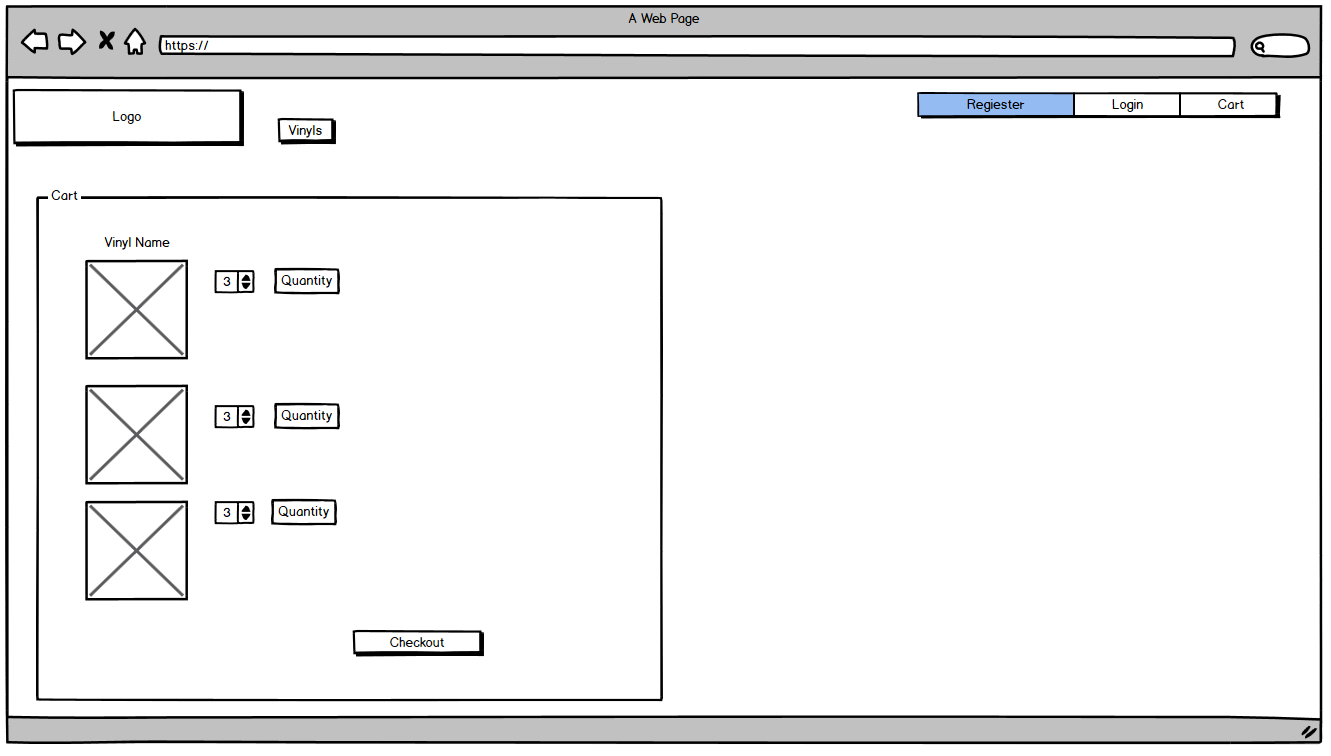 A Web Page
https://
Logo
Vinyls
Regiester Login Cart
Cart
Vinyl Name
3 Quantity
3 Quantity
3 Quantity
Checkout